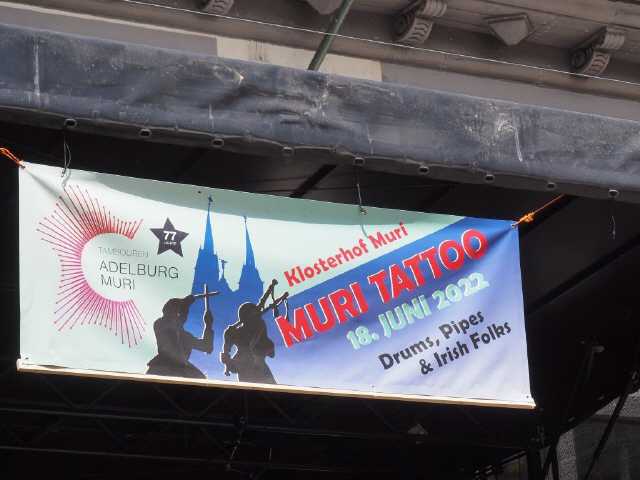 TAMBOUREN
ADELBURG
MURI
77
Klosterhof Muri
MURI TATTOO
18. JUNI 2022
Drums, Pipes
& Irish Folks